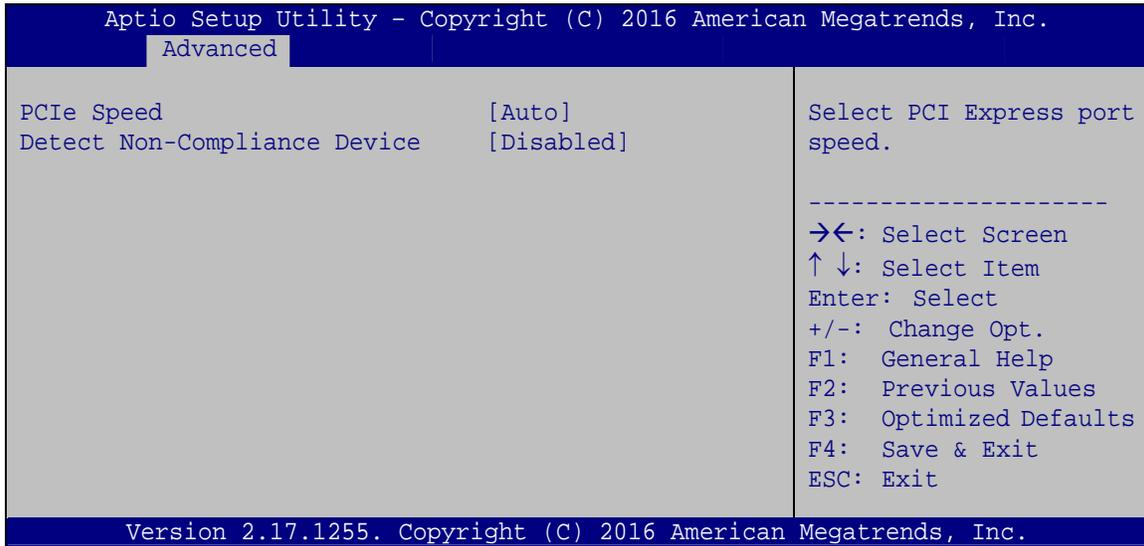 Aptio Setup Utility – Copyright (C) 2016 American Megatrends, Inc.
Advanced
PCIe Speed [Auto]
Detect Non-Compliance Device [Disabled]
Select PCI Express port
speed.
---------------------
→←: Select Screen
↑ ↓: Select Item
Enter: Select
+/-: Change Opt.
F1: General Help
F2: Previous Values
F3: Optimized Defaults
F4: Save & Exit
ESC: Exit
Version 2.17.1255. Copyright (C) 2016 American Megatrends, Inc.